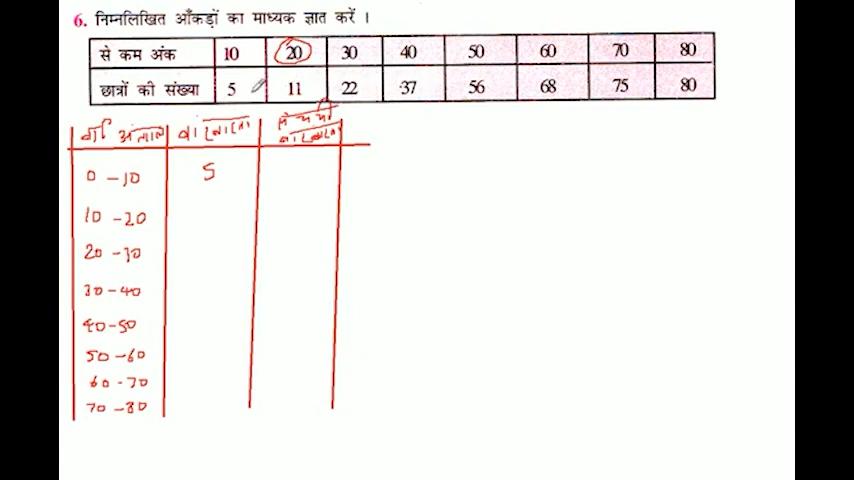 6. निम्नलिखित आँकड़ों का माध्यक ज्ञात करें ।
से कम अंक 10 20 30 40 50 60 70 80
छात्रों की संख्या 5 11 22 37 56 68 75 80
वर्ग अंतराल
0-10 5
10-20
20-30
30-40
40-50
50-60
60-70
70-80